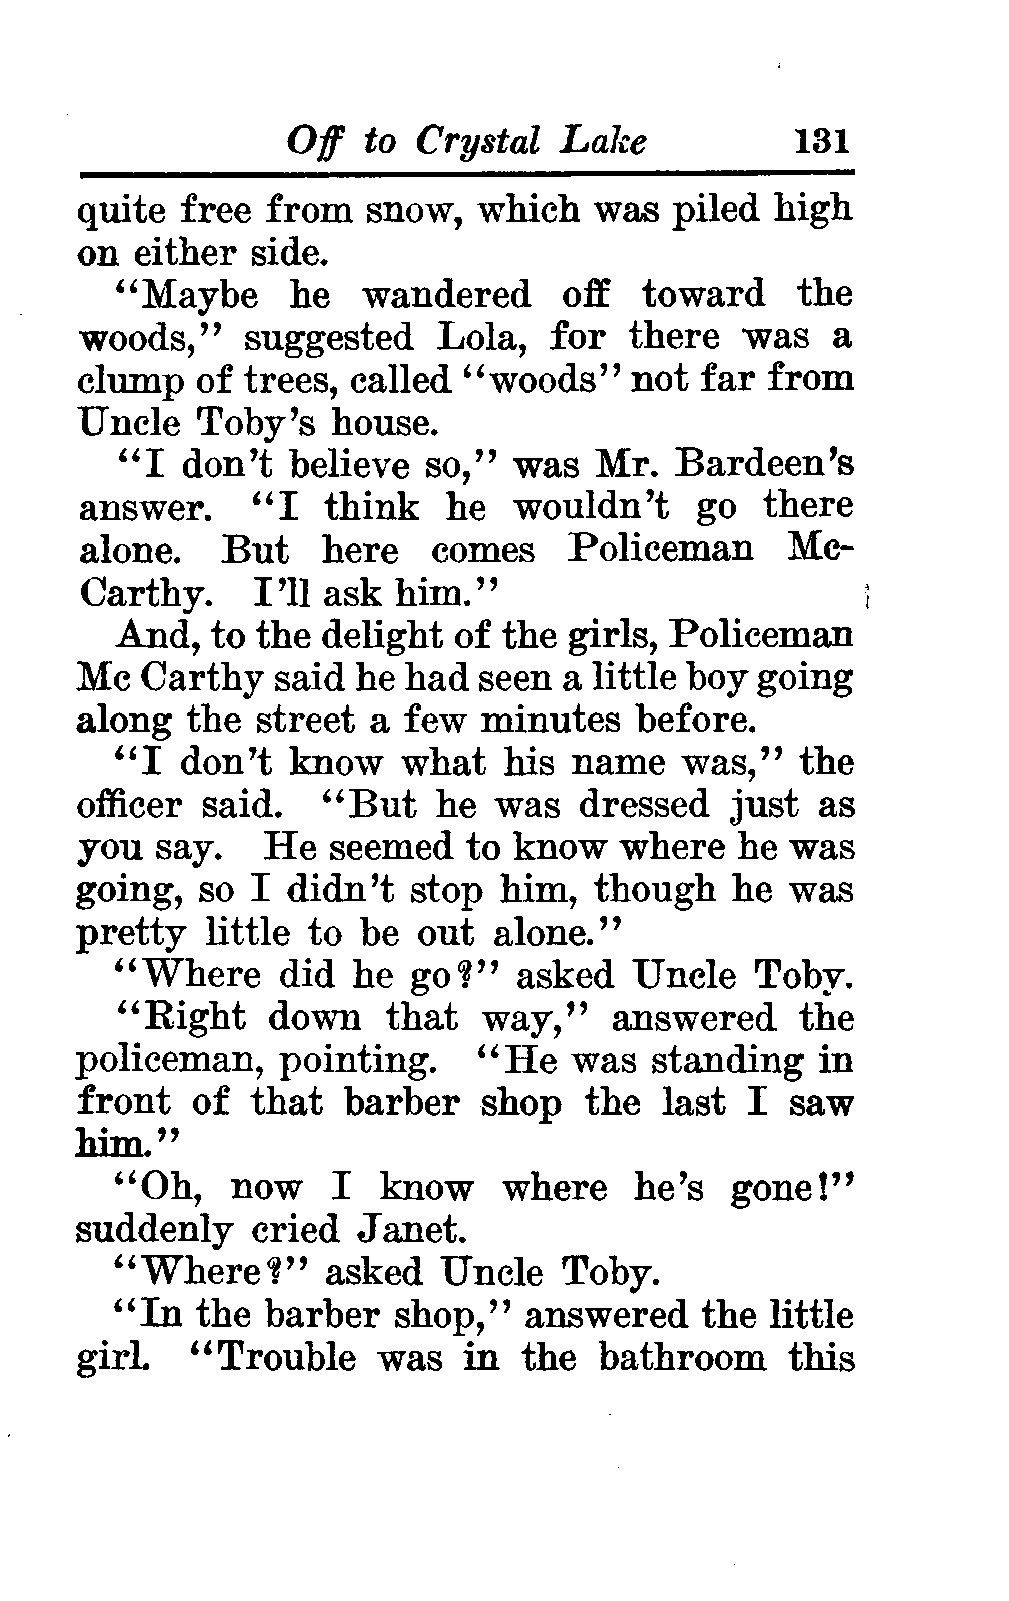 Off to Crystal Lake 131
quite free from snow, which was piled high
on either side.
“Maybe he wandered off toward the
woods,” suggested Lola, for there was a
clump of trees, called “woods” not far from
Uncle Toby’s house.
“I don’t believe so,” was Mr. Bardeen’s
answer. “I think he wouldn’t go there
alone. But here comes Policeman Mc-
Carthy. I’ll ask him.”
And, to the delight of the girls, Policeman
Mc Carthy said he had seen a little boy going
along the street a few minutes before.
“I don’t know what his name was,” the
officer said. “But he was dressed just as
you say. He seemed to know where he was
going, so I didn’t stop him, though he was
pretty little to be out alone.”
“Where did he go?” asked Uncle Toby.
“Right down that way,” answered the
policeman, pointing. “He was standing in
front of that barber shop the last I saw
him.”
“Oh, now I know where he’s gone!”
suddenly cried Janet.
“Where?” asked Uncle Toby.
“In the barber shop,” answered the little
girl. “Trouble was in the bathroom this